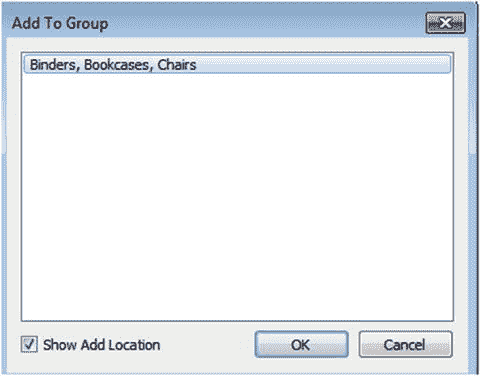 Add To Group
Binders, Bookcases, Chairs
Show Add Location
OK
Cancel